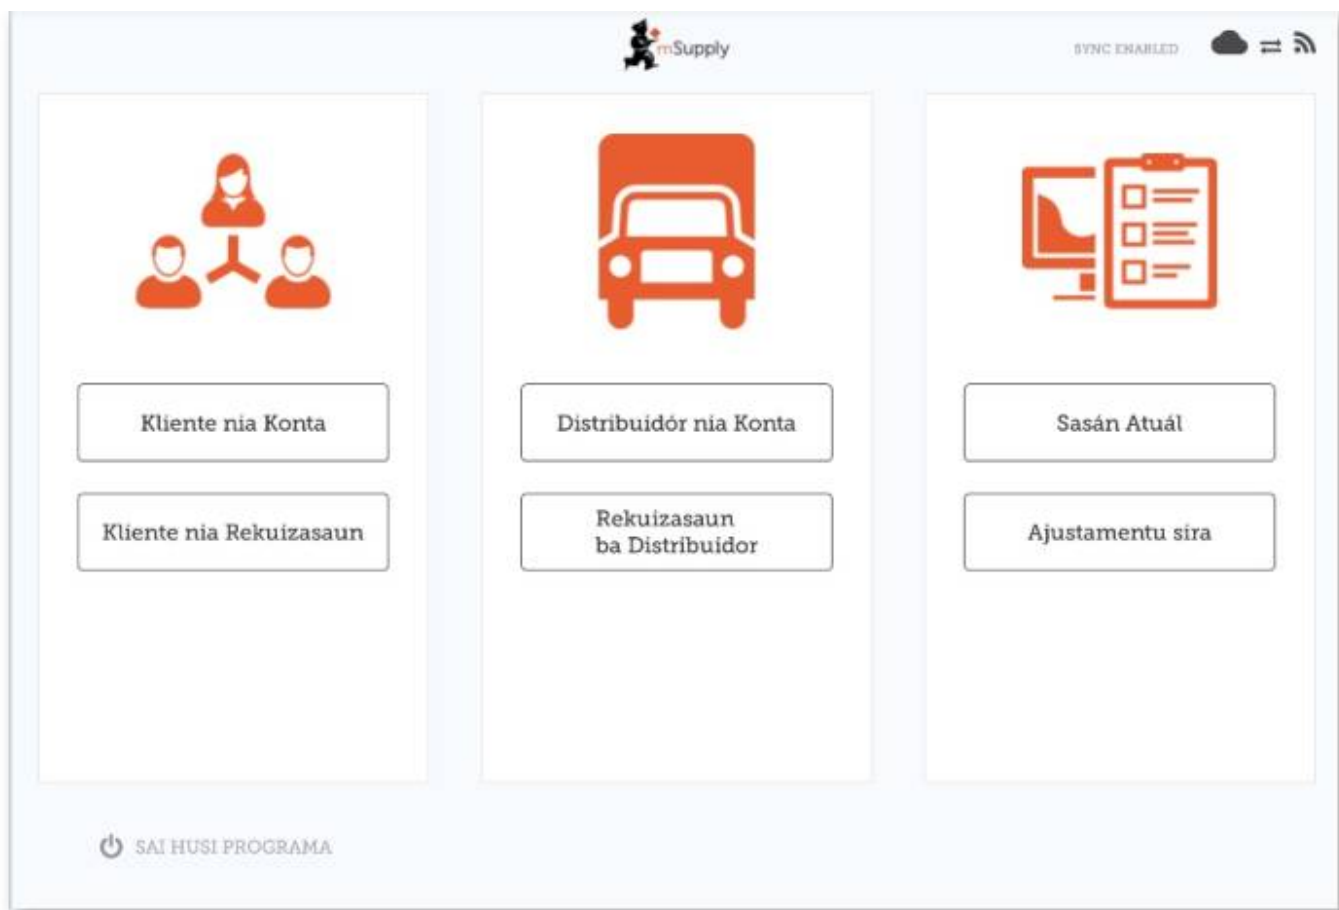 mSupply
SYNC ENABLED
Kliente nia Konta
Kliente nia Rekuizasaun
Distribuidór nia Konta
Rekuizasaun
ba Distribuidor
Sasán Atuál
Ajustamentu sira
SAI HUSI PROGRAMA